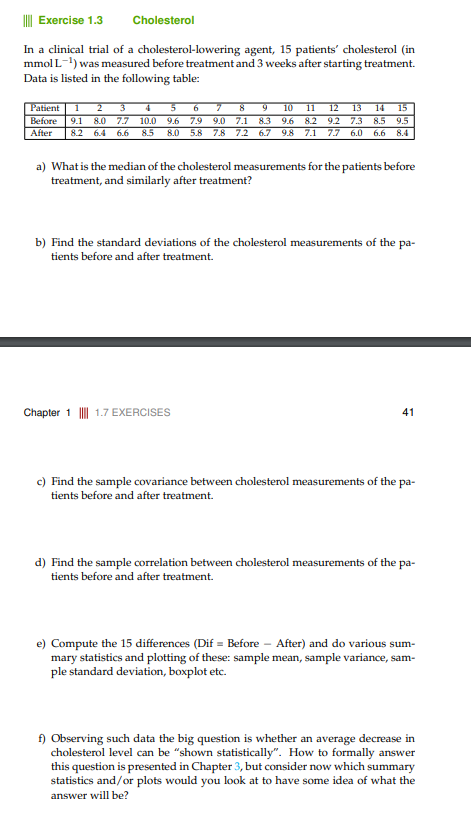 Exercise 1.3 Cholesterol
In a clinical trial of a cholesterol-lowering agent, 15 patients' cholesterol (in
mmol L⁻¹) was measured before treatment and 3 weeks after starting treatment.
Data is listed in the following table:
Patient 1 2 3 4 5 6 7 8 9 10 11 12 13 14 15
Before 9.1 8.0 7.7 10.0 9.6 7.9 9.0 7.1 8.3 9.6 8.2 9.2 7.3 8.5 9.5
After 8.2 6.4 6.6 8.5 8.0 5.8 7.8 7.2 6.7 9.8 7.1 7.7 6.0 6.6 8.4
a) What is the median of the cholesterol measurements for the patients before
treatment, and similarly after treatment?
b) Find the standard deviations of the cholesterol measurements of the pa-
tients before and after treatment.
Chapter 1 1.7 EXERCISES 41
c) Find the sample covariance between cholesterol measurements of the pa-
tients before and after treatment.
d) Find the sample correlation between cholesterol measurements of the pa-
tients before and after treatment.
e) Compute the 15 differences (Dif = Before − After) and do various sum-
mary statistics and plotting of these: sample mean, sample variance, sam-
ple standard deviation, boxplot etc.
f) Observing such data the big question is whether an average decrease in
cholesterol level can be "shown statistically". How to formally answer
this question is presented in Chapter 3, but consider now which summary
statistics and/or plots would you look at to have some idea of what the
answer will be?